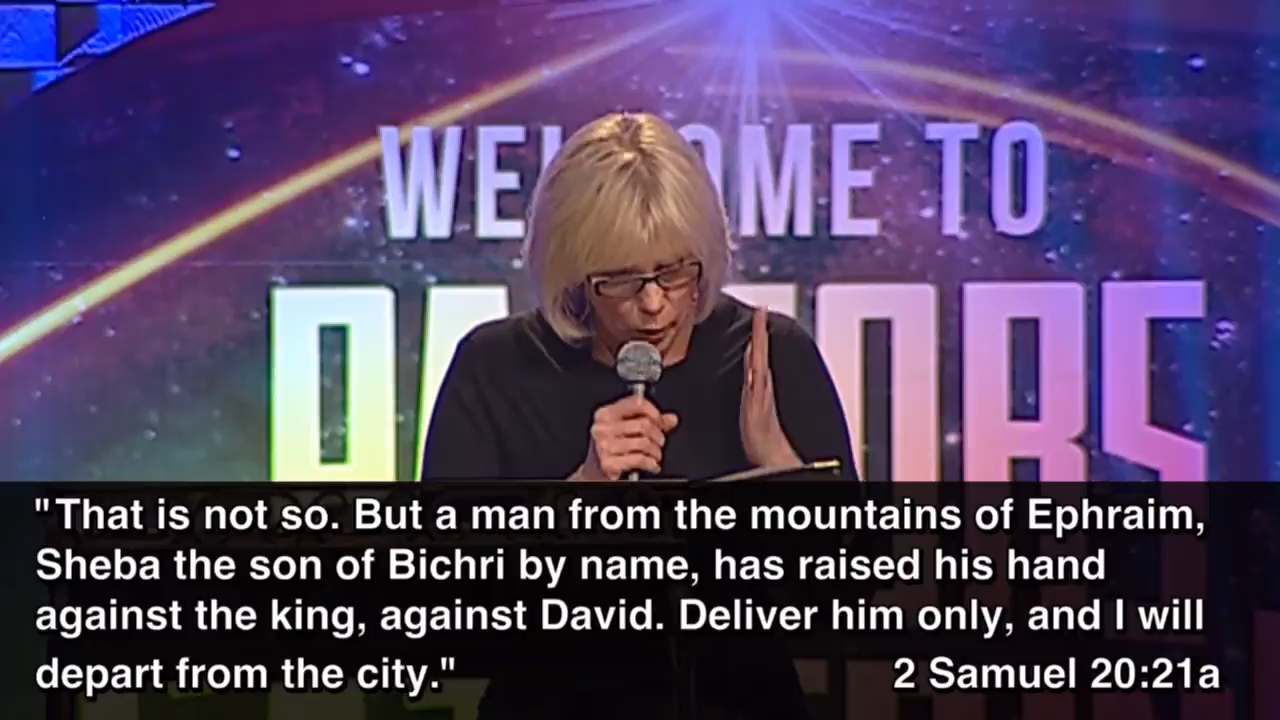 WELCOME TO
PASTORS
"That is not so. But a man from the mountains of Ephraim,
Sheba the son of Bichri by name, has raised his hand
against the king, against David. Deliver him only, and I will
depart from the city."
2 Samuel 20:21a